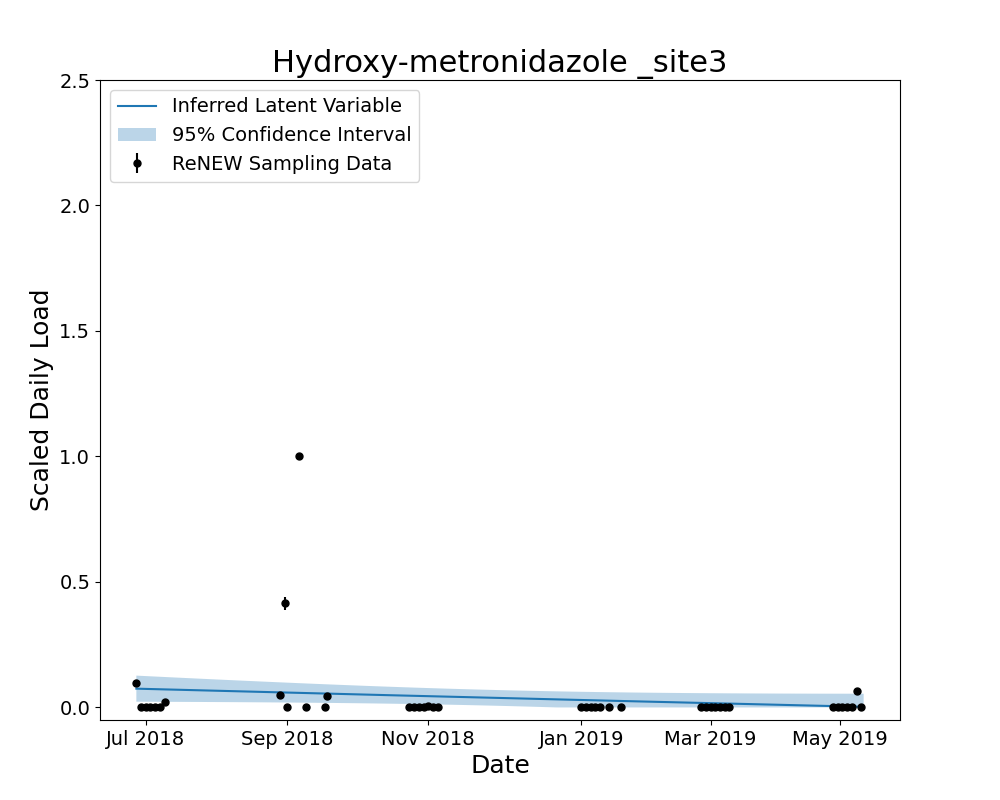 Hydroxy-metronidazole _site3
2.5
2.0
1.5
1.0
0.5
0.0
Scaled Daily Load
Inferred Latent Variable
95% Confidence Interval
ReNEW Sampling Data
Jul 2018 Sep 2018 Nov 2018 Jan 2019 Mar 2019 May 2019
Date